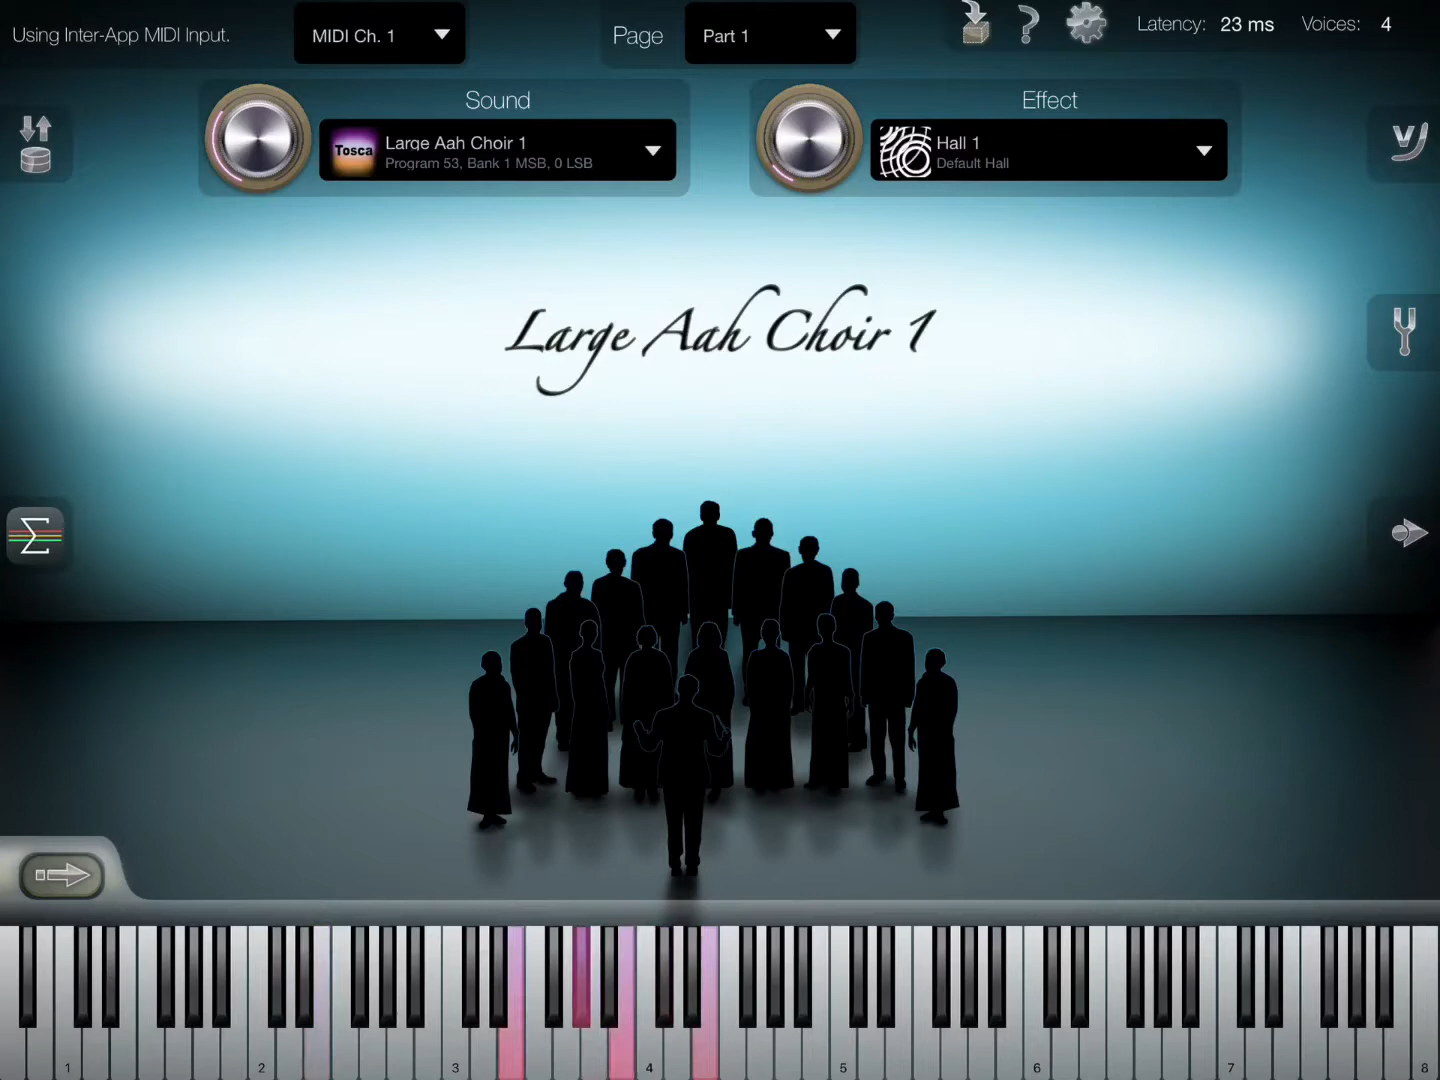 Using Inter-App MIDI Input.
MIDI Ch. 1
Page
Part 1
Latency: 23 ms
Voices: 4
Sound
Tosca
Large Aah Choir 1
Program 53, Bank 1 MSB, 0 LSB
Effect
Hall 1
Default Hall
Large Aah Choir 1
1 2 3 4 5 6 7 8